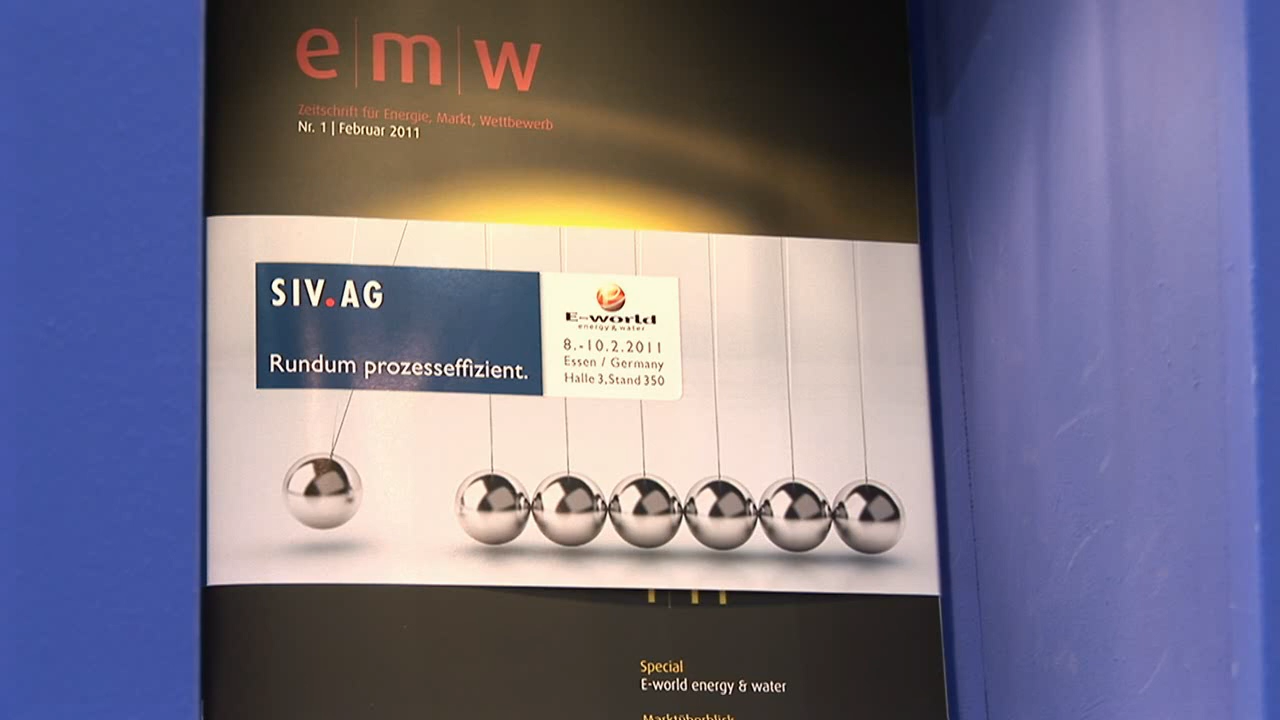 e|m|w
Zeitschrift für Energie, Markt, Wettbewerb
Nr. 1 | Februar 2011
SIV.AG
Rundum prozesseffizient.
E-world
energy & water
8.-10.2.2011
Essen / Germany
Halle 3, Stand 350
Special
E-world energy & water
Marktüberblick